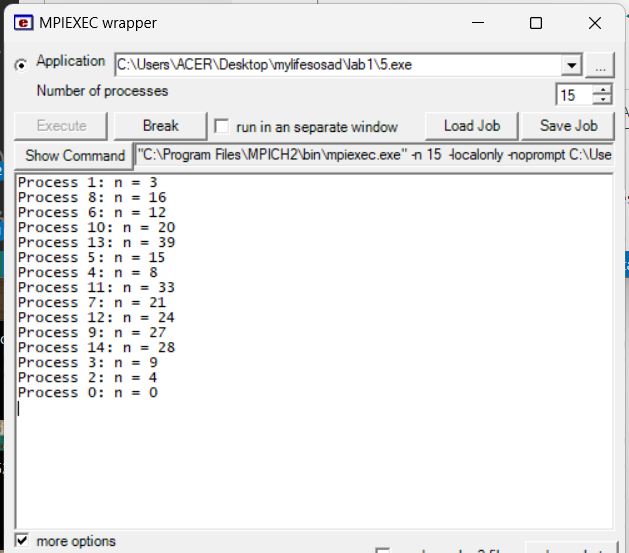 MPIEXEC wrapper
Application C:\Users\ACER\Desktop\mylifesosad\lab1\5.exe ...
Number of processes 15
Execute Break run in an separate window Load Job Save Job
Show Command "C:\Program Files\MPICH2\bin\mpiexec.exe" -n 15 -localonly -noprompt C:\Use
Process 1: n = 3
Process 8: n = 16
Process 6: n = 12
Process 10: n = 20
Process 13: n = 39
Process 5: n = 15
Process 4: n = 8
Process 11: n = 33
Process 7: n = 21
Process 12: n = 24
Process 9: n = 27
Process 14: n = 28
Process 3: n = 9
Process 2: n = 4
Process 0: n = 0
more options